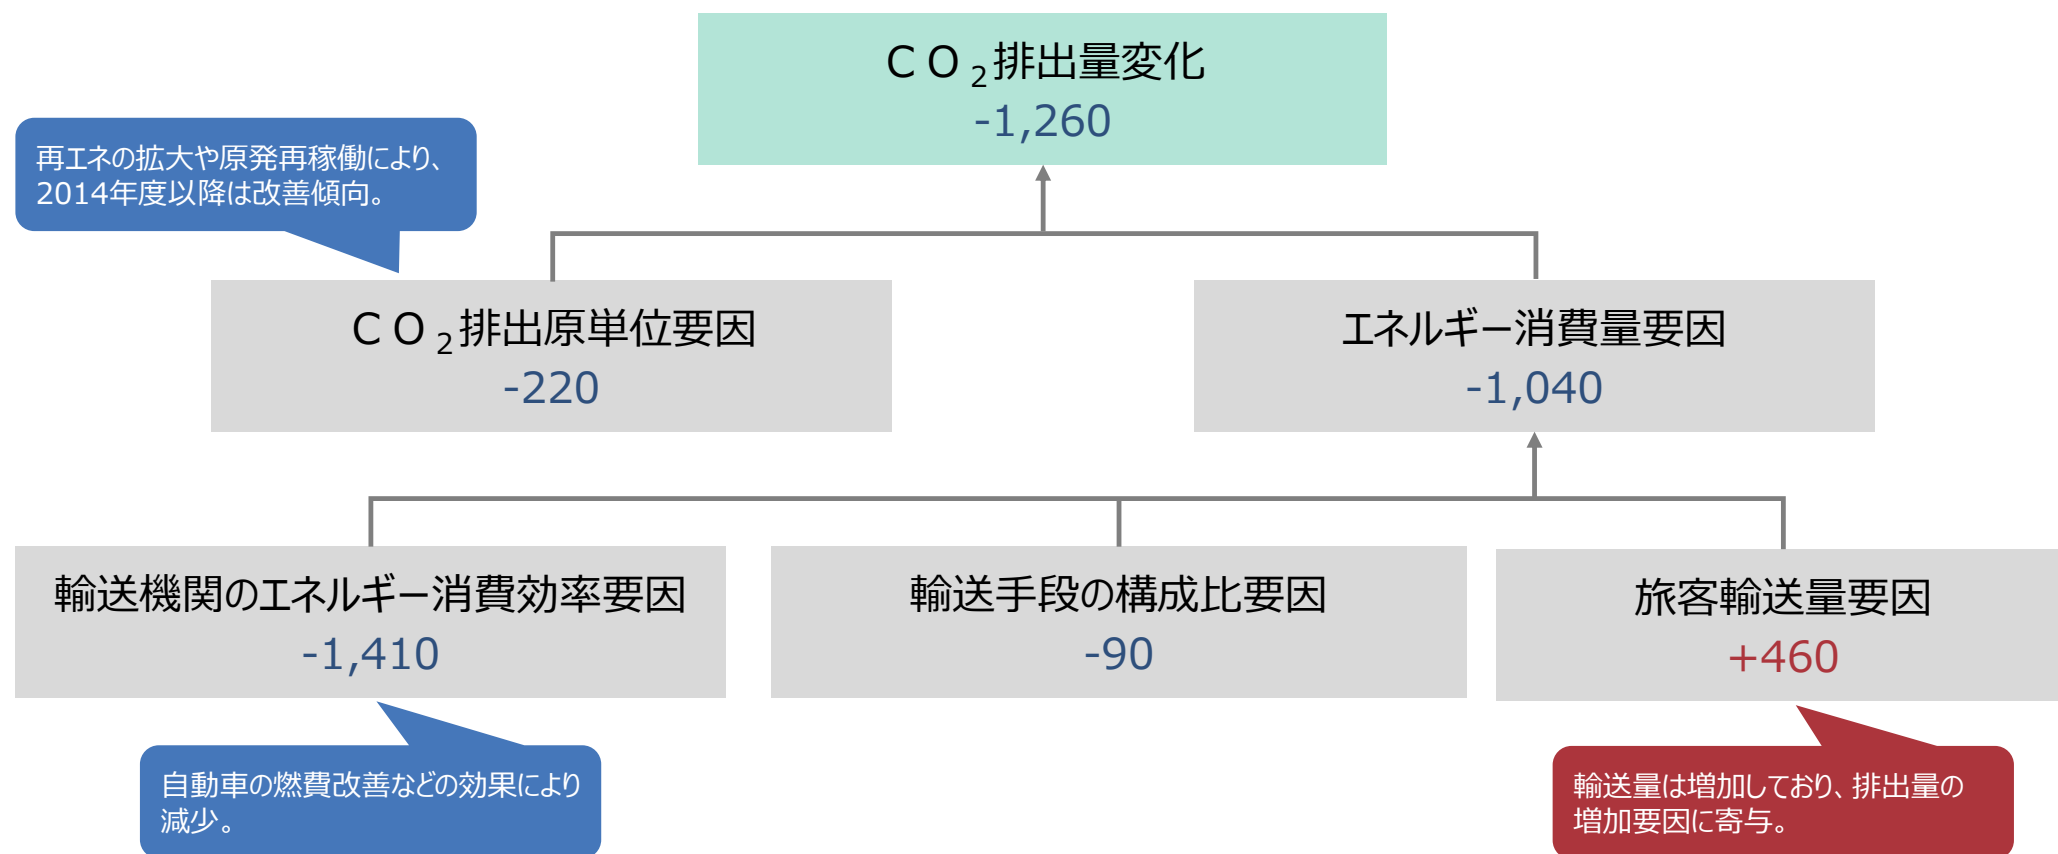 ＣＯ₂排出量変化
-1,260
再エネの拡大や原発再稼働により、
2014年度以降は改善傾向。
ＣＯ₂排出原単位要因
-220
エネルギー消費量要因
-1,040
輸送機関のエネルギー消費効率要因
-1,410
輸送手段の構成比要因
-90
旅客輸送量要因
+460
自動車の燃費改善などの効果により
減少。
輸送量は増加しており、排出量の
増加要因に寄与。